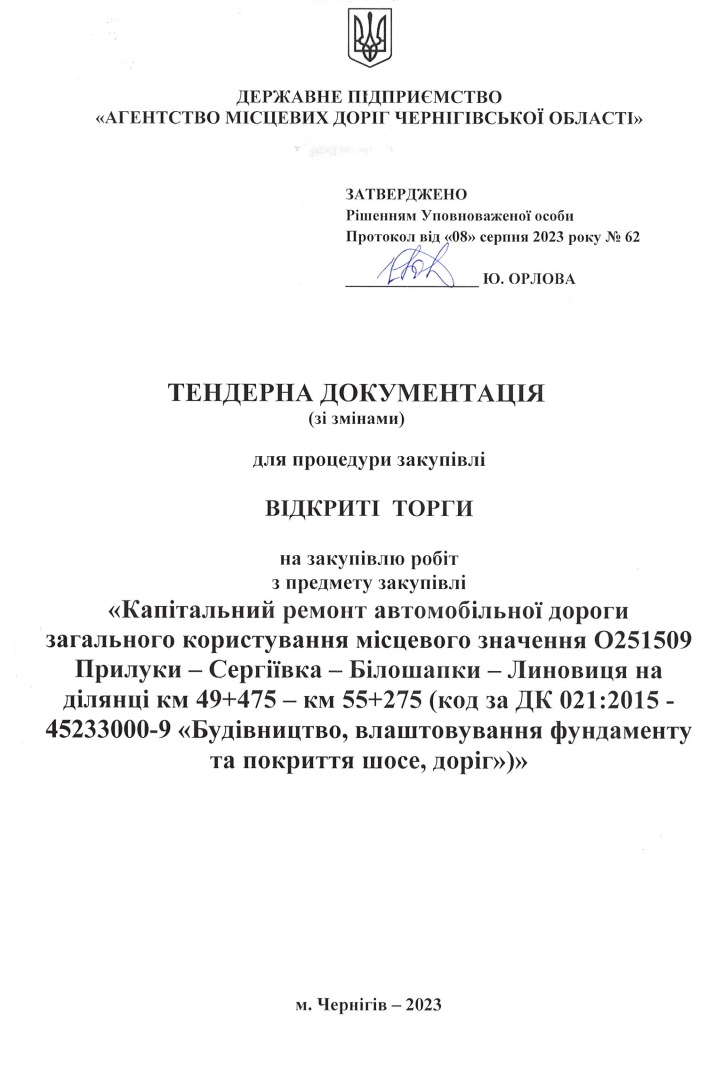 ДЕРЖАВНЕ ПІДПРИЄМСТВО
«АГЕНТСТВО МІСЦЕВИХ ДОРІГ ЧЕРНІГІВСЬКОЇ ОБЛАСТІ»
ЗАТВЕРДЖЕНО
Рішенням Уповноваженої особи
Протокол від «08» серпня 2023 року № 62
Ю. ОРЛОВА
ТЕНДЕРНА ДОКУМЕНТАЦІЯ
(зі змінами)
для процедури закупівлі
ВІДКРИТІ ТОРГИ
на закупівлю робіт
з предмету закупівлі
«Капітальний ремонт автомобільної дороги
загального користування місцевого значення О251509
Прилуки – Сергіївка – Білошапки – Линовиця на
ділянці км 49+475 – км 55+275 (код за ДК 021:2015 -
45233000-9 «Будівництво, влаштовування фундаменту
та покриття шосе, доріг»)»
м. Чернігів – 2023